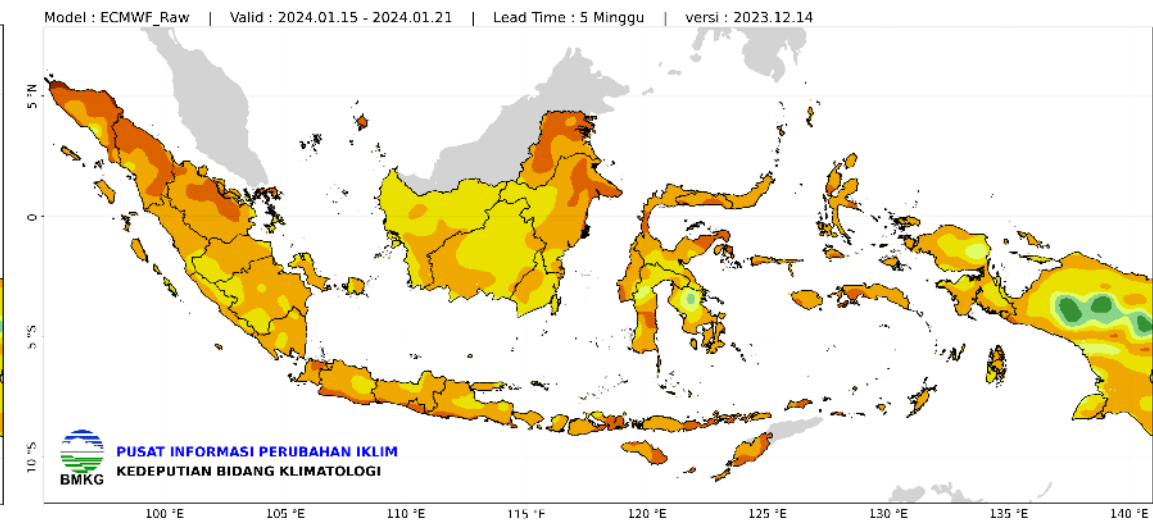 Model : ECMWF_Raw | Valid : 2024.01.15 - 2024.01.21 | Lead Time : 5 Minggu | versi : 2023.12.14
5 °N
0
5 °S
10 °S
BMKG
PUSAT INFORMASI PERUBAHAN IKLIM
KEDEPUTIAN BIDANG KLIMATOLOGI
100 °E 105 °E 110 °E 115 °E 120 °E 125 °E 130 °E 135 °E 140 °E